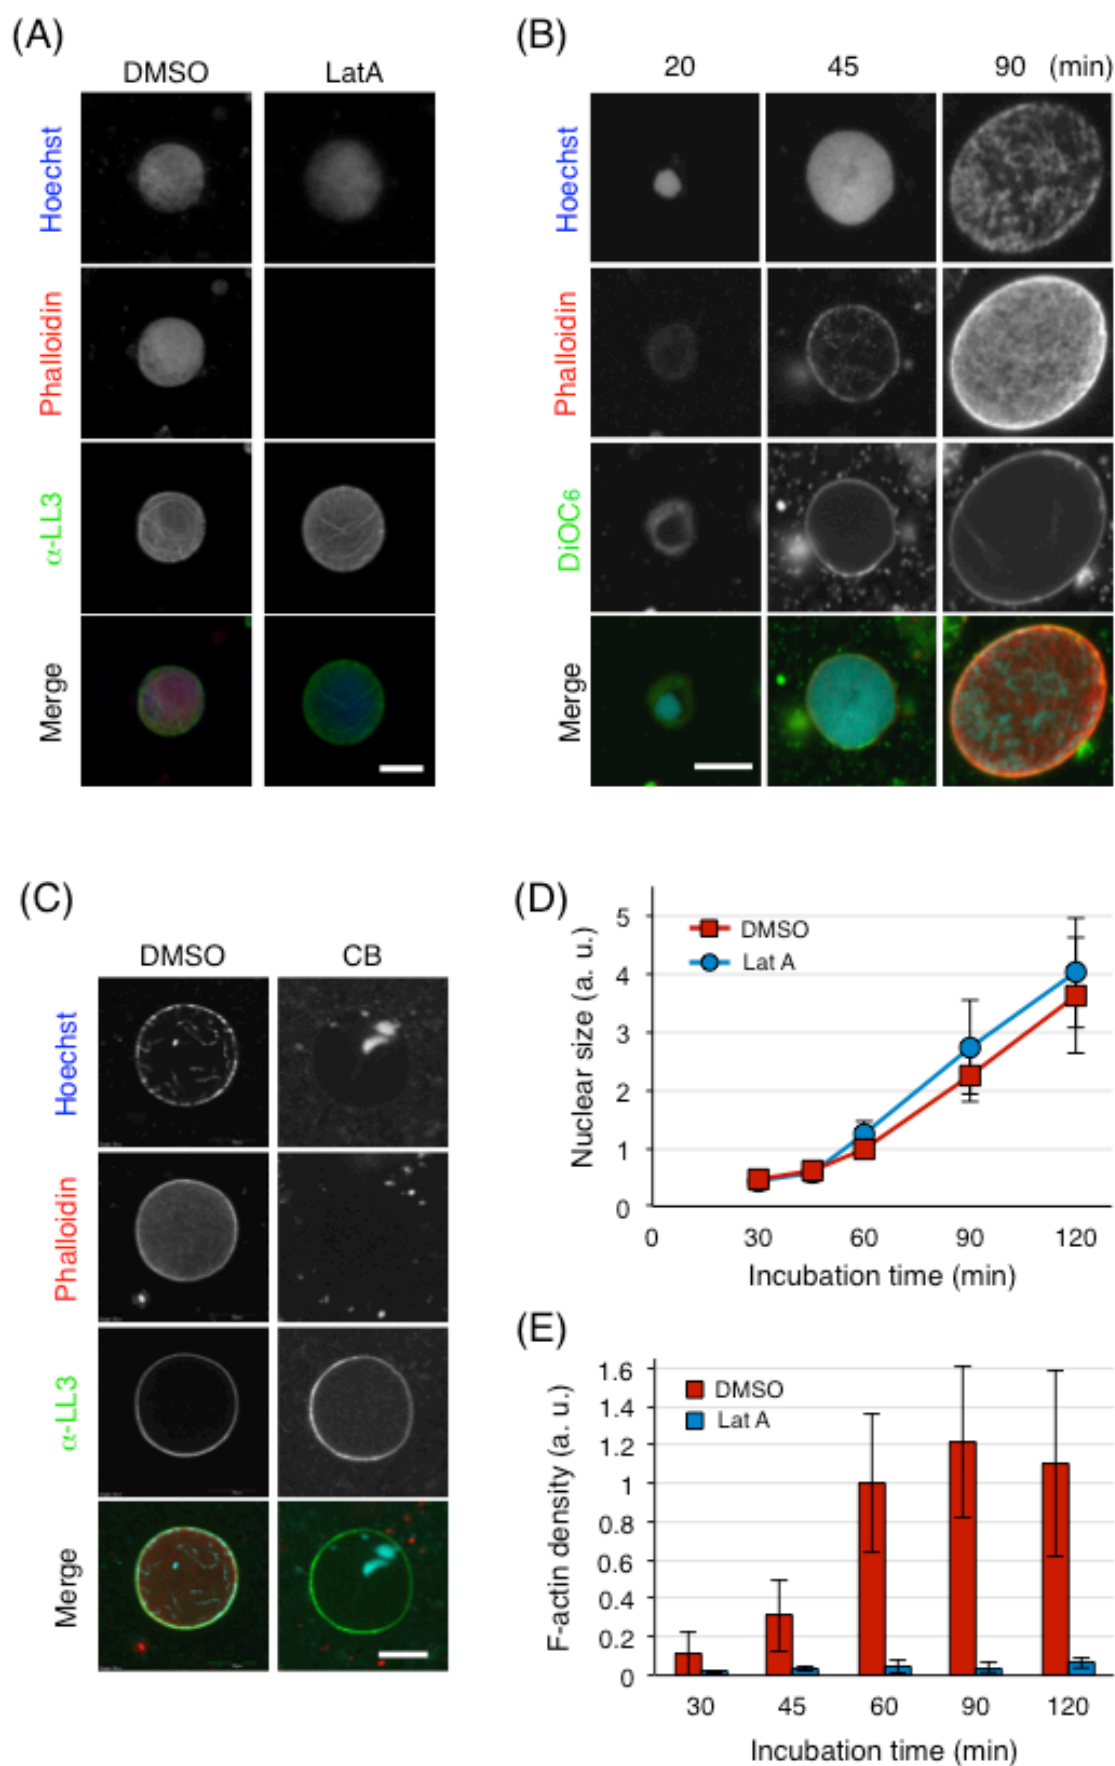 (A)
DMSO LatA
Hoechst
Phalloidin
α-LL3
Merge
(B)
20 45 90 (min)
Hoechst
Phalloidin
DiOC6
Merge
(C)
DMSO CB
Hoechst
Phalloidin
α-LL3
Merge
(D)
Nuclear size (a. u.)
5
4
3
2
1
0
DMSO
Lat A
0 30 60 90 120
Incubation time (min)
(E)
F-actin density (a. u.)
1.6
1.4
1.2
1
0.8
0.6
0.4
0.2
0
DMSO
Lat A
30 45 60 90 120
Incubation time (min)